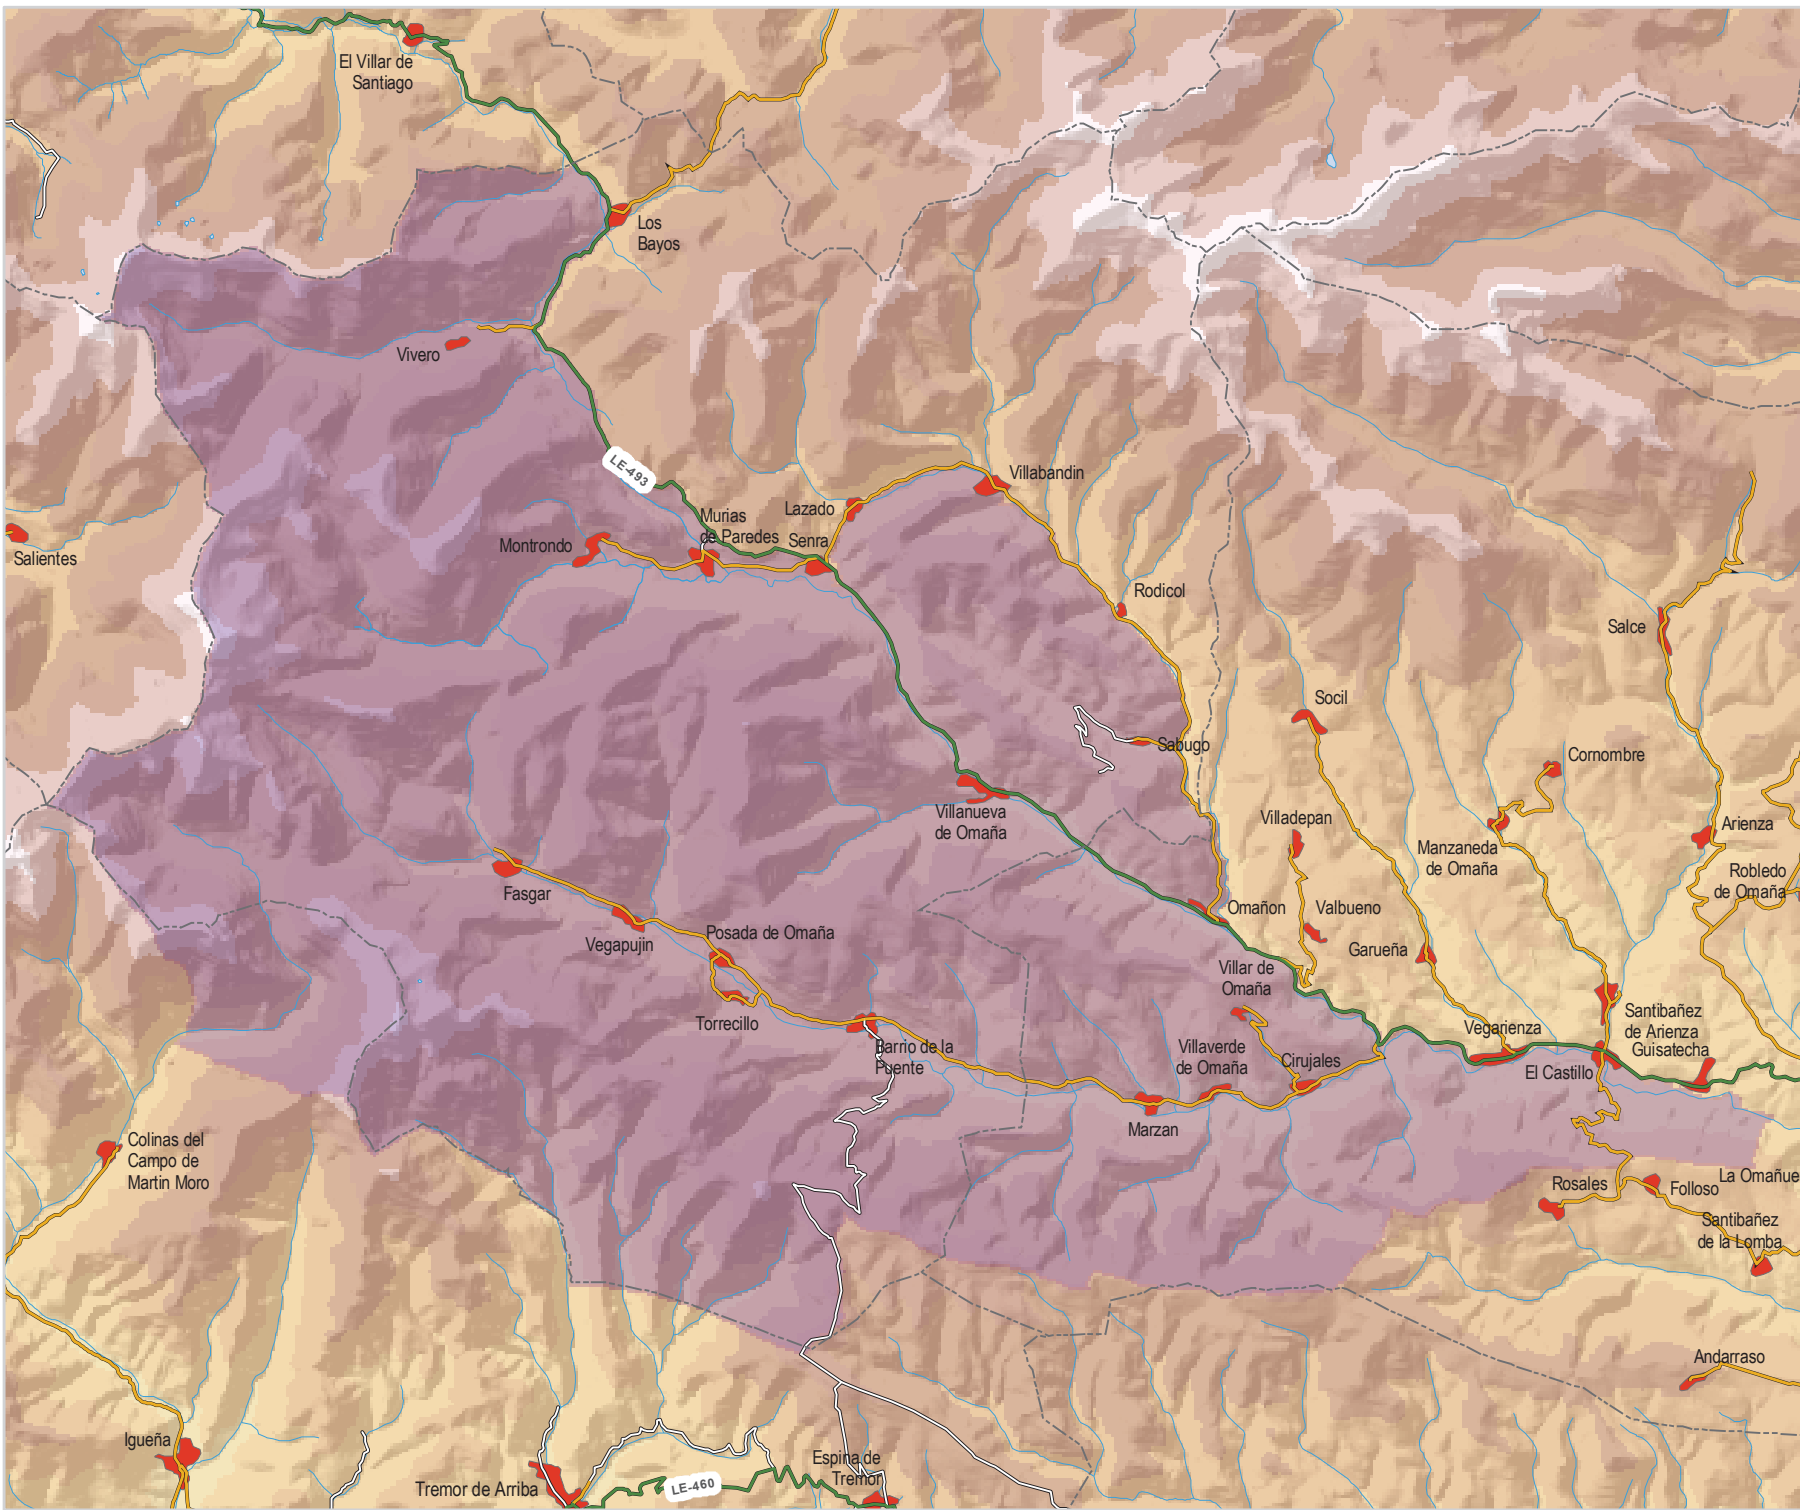 El Villar de
Santiago
Los
Bayos
Vivero
LE-493
Villabandin
Lazado
Murias
de Paredes
Senra
Montrondo
Salientes
Rodicol
Salce
Socil
Sabugo
Cornombre
Villanueva
de Omaña
Villadepan
Manzaneda
de Omaña
Arienza
Robledo
de Omaña
Fasgar
Vegapujin
Posada de Omaña
Omañon
Valbueno
Garueña
Villar de
Omaña
Torrecillo
Barrio de la
Puente
Santibañez
de Arienza
Vegarienza
Guisatecha
Villaverde
de Omaña
Cirujales
El Castillo
Marzan
Colinas del
Campo de
Martin Moro
Rosales
Folloso
La Omañue
Santibañez
de la Lomba
Andarraso
Igueña
Tremor de Arriba
LE-460
Espina de
Tremor